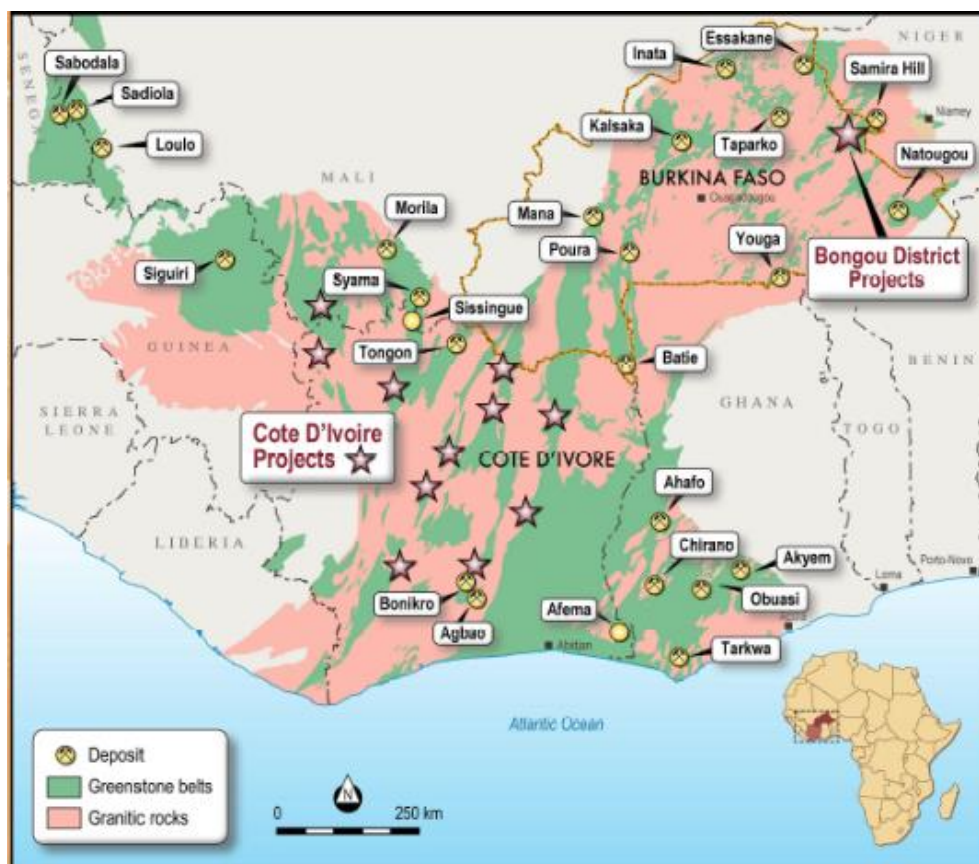 NIGER
Essakane
Inata
Samira Hill
Niamey
SENEGAL
Sabodala
Sadiola
Loulo
Kalsaka
Taparko
Natougou
MALI
BURKINA FASO
Ouagadougou
Morila
Mana
Poura
Youga
Bongou District
Projects
Siguiri
Syama
Sissingue
GUINEA
Tongon
Batie
BENIN
SIERRA
LEONE
GHANA
TOGO
Cote D'Ivoire
Projects
COTE D'IVORE
Ahafo
Chirano
Akyem
LIBERIA
Porto-Novo
Loma
Obuasi
Bonikro
Agbao
Afema
Abitan
Tarkwa
Atlantic Ocean
Deposit
Greenstone belts
Granitic rocks
N
0 250 km